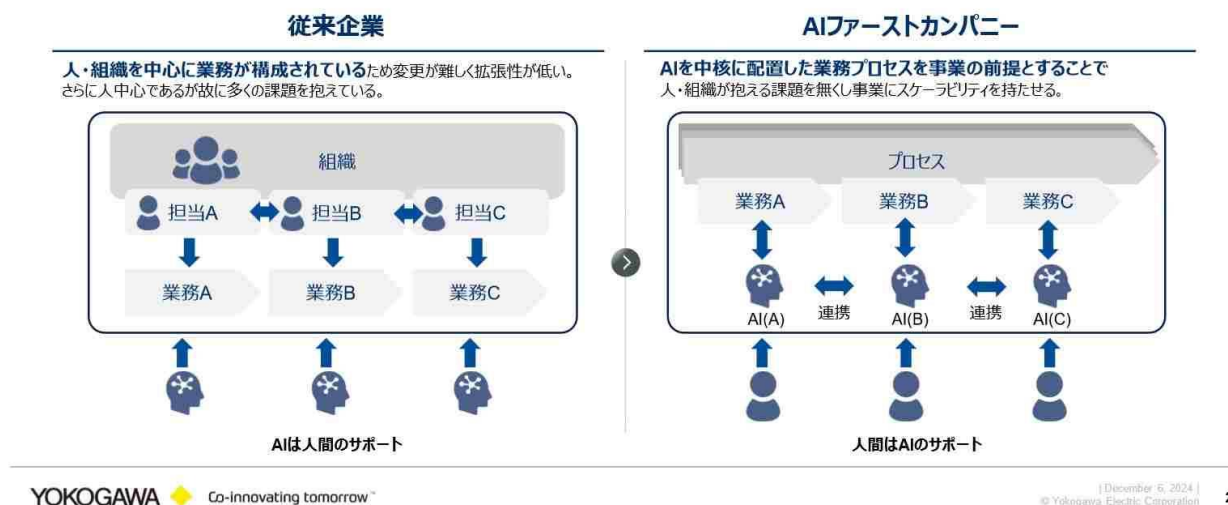 従来企業
人・組織を中心に業務が構成されているため変更が難しく拡張性が低い。
さらに人中心であるが故に多くの課題を抱えている。
組織
担当A
担当B
担当C
業務A
業務B
業務C
AIは人間のサポート
AIファーストカンパニー
AIを中核に配置した業務プロセスを事業の前提とすることで
人・組織が抱える課題を無くし事業にスケーラビリティを持たせる。
プロセス
業務A
業務B
業務C
AI(A)
連携
AI(B)
連携
AI(C)
人間はAIのサポート
YOKOGAWA
Co-innovating tomorrow™
| December 6, 2024 |
© Yokogawa Electric Corporation